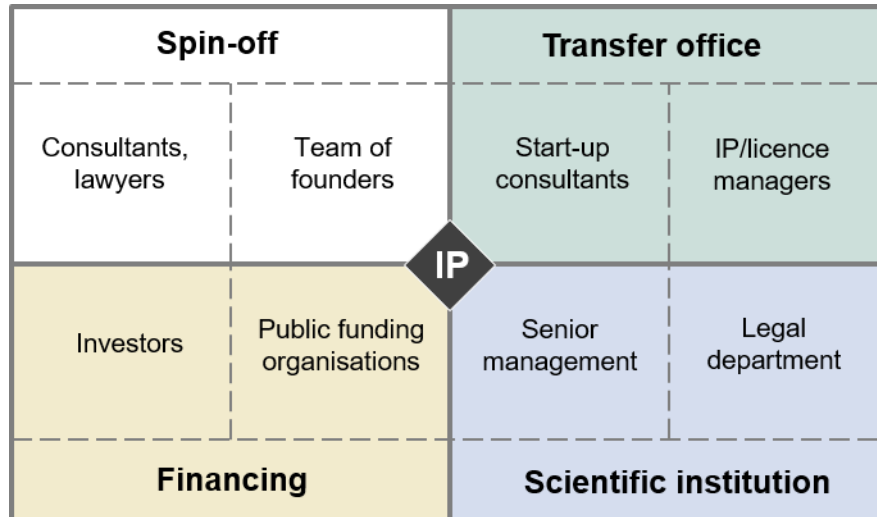 Spin-off
Transfer office
Consultants,
lawyers
Team of
founders
Start-up
consultants
IP/licence
managers
IP
Investors
Public funding
organisations
Senior
management
Legal
department
Financing
Scientific institution